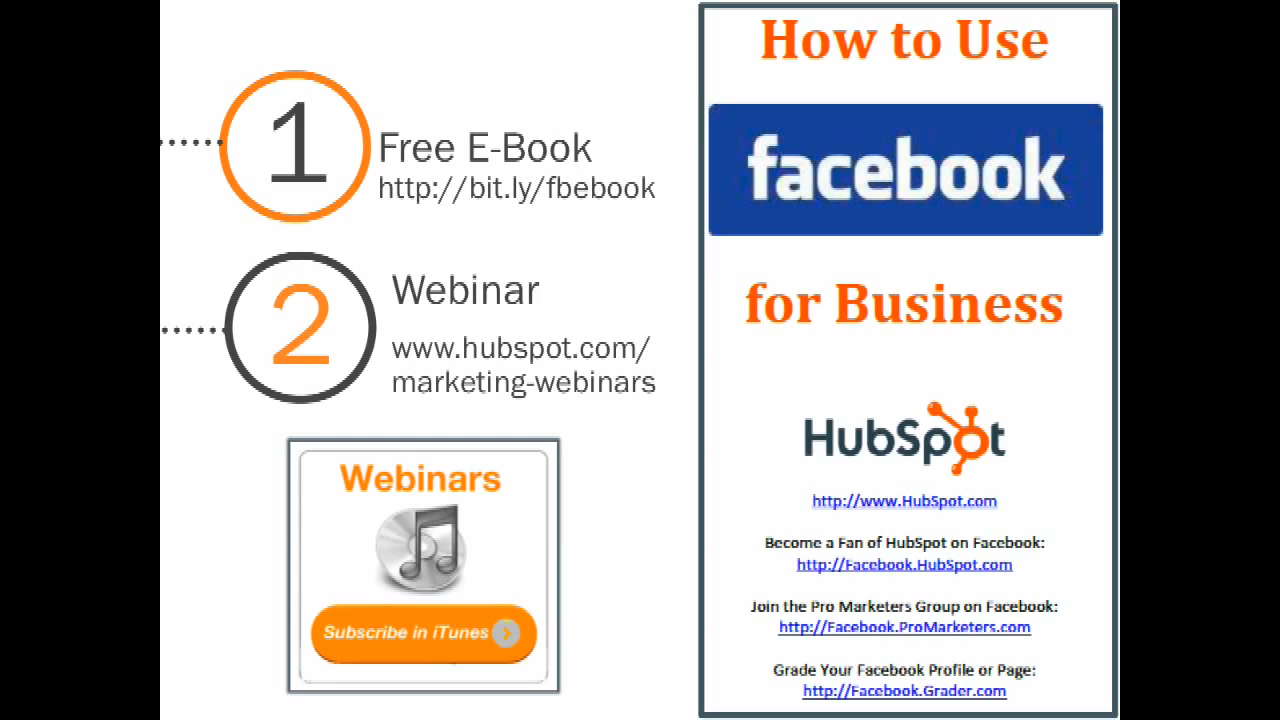 1
Free E-Book
http://bit.ly/fbebook
2
Webinar
www.hubspot.com/
marketing-webinars
Webinars
Subscribe in iTunes
How to Use
facebook
for Business
HubSpot
http://www.HubSpot.com
Become a Fan of HubSpot on Facebook:
http://Facebook.HubSpot.com
Join the Pro Marketers Group on Facebook:
http://Facebook.ProMarketers.com
Grade Your Facebook Profile or Page:
http://Facebook.Grader.com